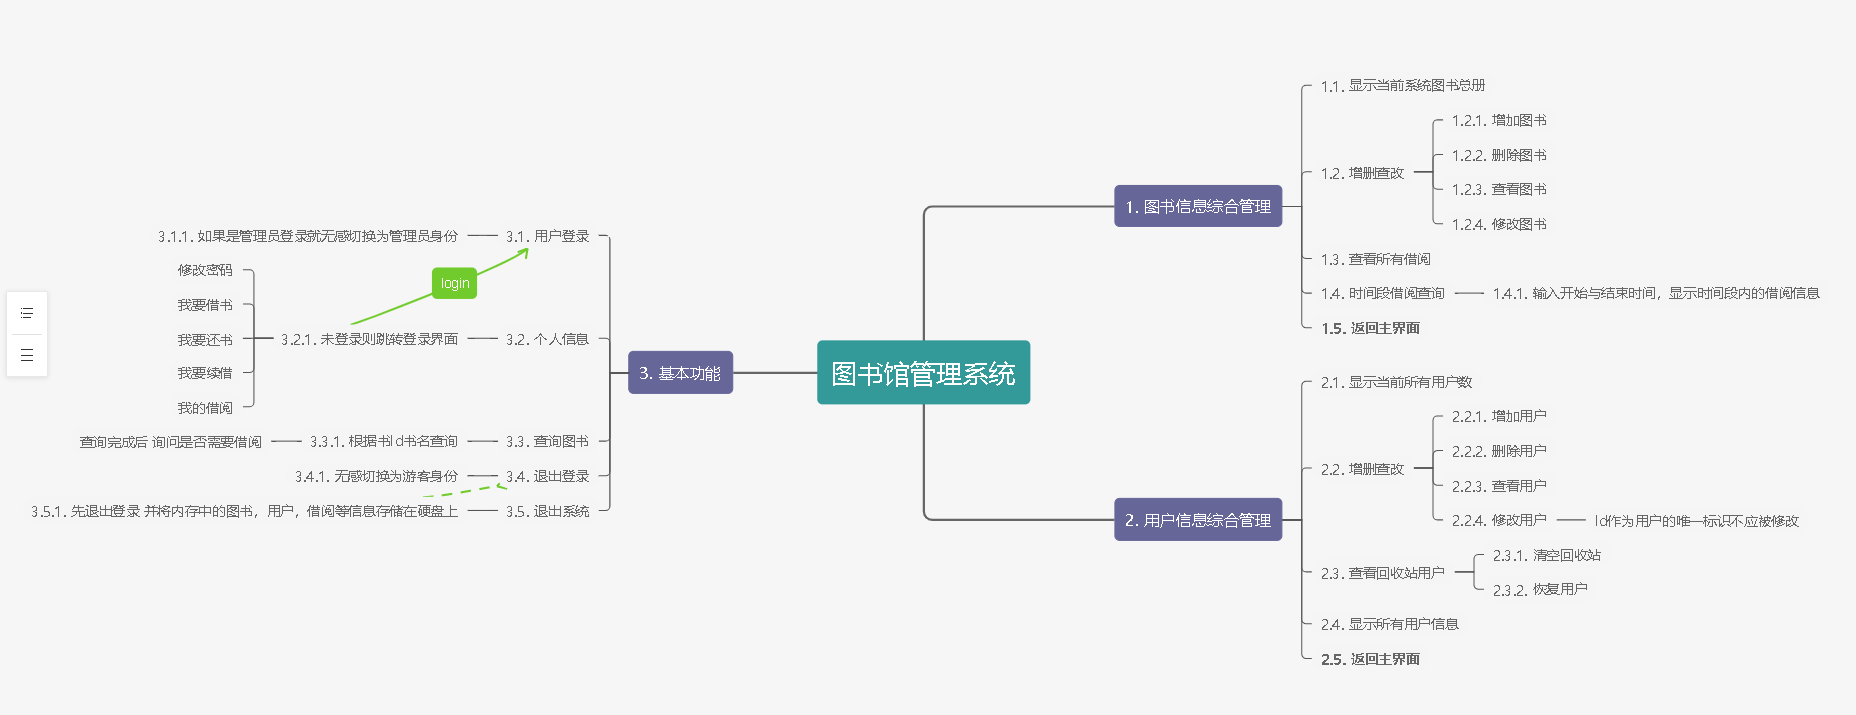 图书馆管理系统
1. 图书信息综合管理
1.1. 显示当前系统图书总册
1.2. 增删查改
1.2.1. 增加图书
1.2.2. 删除图书
1.2.3. 查看图书
1.2.4. 修改图书
1.3. 查看所有借阅
1.4. 时间段借阅查询
1.4.1. 输入开始与结束时间，显示时间段内的借阅信息
1.5. 返回主界面
2. 用户信息综合管理
2.1. 显示当前所有用户数
2.2. 增删查改
2.2.1. 增加用户
2.2.2. 删除用户
2.2.3. 查看用户
2.2.4. 修改用户
Id作为用户的唯一标识不应被修改
2.3. 查看回收站用户
2.3.1. 清空回收站
2.3.2. 恢复用户
2.4. 显示所有用户信息
2.5. 返回主界面
3. 基本功能
3.1. 用户登录
3.1.1. 如果是管理员登录就无感切换为管理员身份
login
3.2. 个人信息
3.2.1. 未登录则跳转登录界面
修改密码
我要借书
我要还书
我要续借
我的借阅
3.3. 查询图书
3.3.1. 根据书Id书名查询
查询完成后 询问是否需要借阅
3.4. 退出登录
3.4.1. 无感切换为游客身份
3.5. 退出系统
3.5.1. 先退出登录 并将内存中的图书，用户，借阅等信息存储在硬盘上